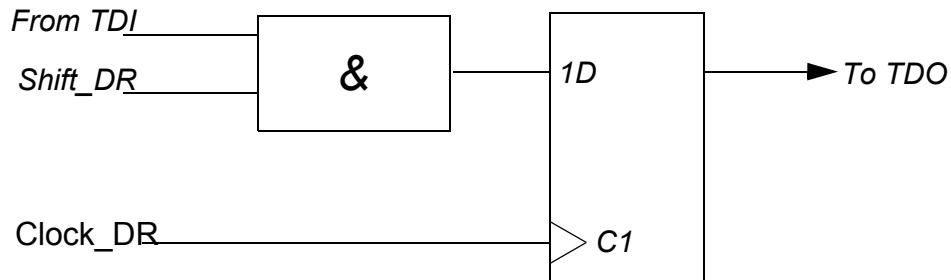 From TDI
Shift_DR
&
1D
To TDO
Clock_DR
C1